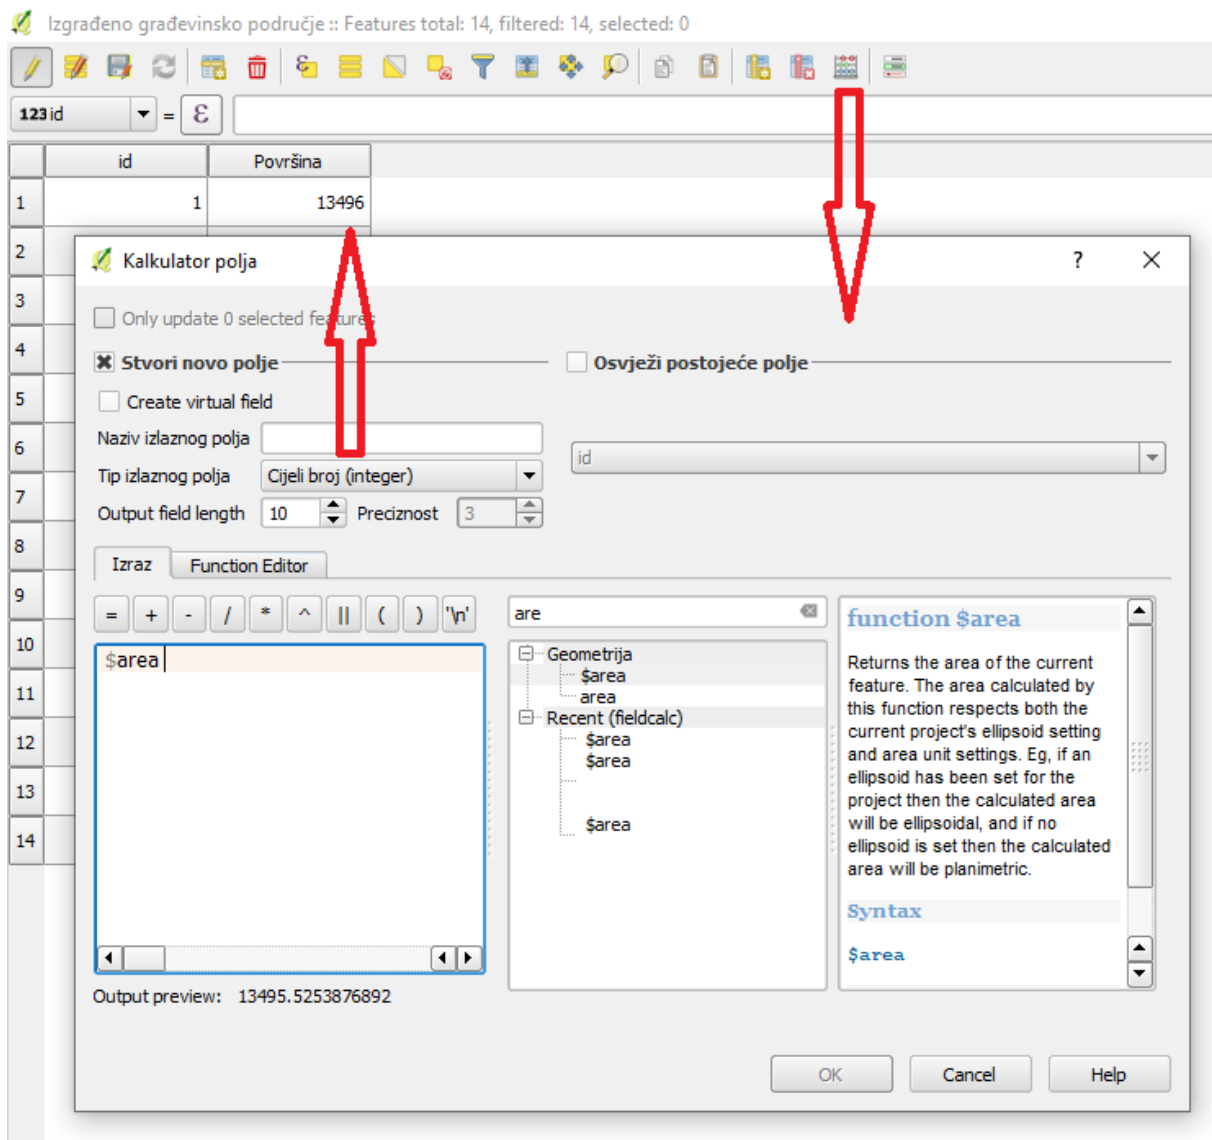 Izgrađeno građevinsko područje :: Features total: 14, filtered: 14, selected: 0
123 id = ε
id Površina
1 1 13496
2
3
4
5
6
7
8
9
10
11
12
13
14
Kalkulator polja ? ×
Only update 0 selected features
Stvori novo polje Osvježi postojeće polje
Create virtual field
Naziv izlaznog polja
id
Tip izlaznog polja Cijeli broj (integer)
Output field length 10 Preciznost 3
Izraz Function Editor
= + - / * ^ || ( ) '\n'
$area
Output preview: 13495.5253876892
are
Geometrija
$area
area
Recent (fieldcalc)
$area
$area
$area
function $area
Returns the area of the current
feature. The area calculated by
this function respects both the
current project's ellipsoid setting
and area unit settings. Eg, if an
ellipsoid has been set for the
project then the calculated area
will be ellipsoidal, and if no
ellipsoid is set then the calculated
area will be planimetric.
Syntax
$area
OK Cancel Help